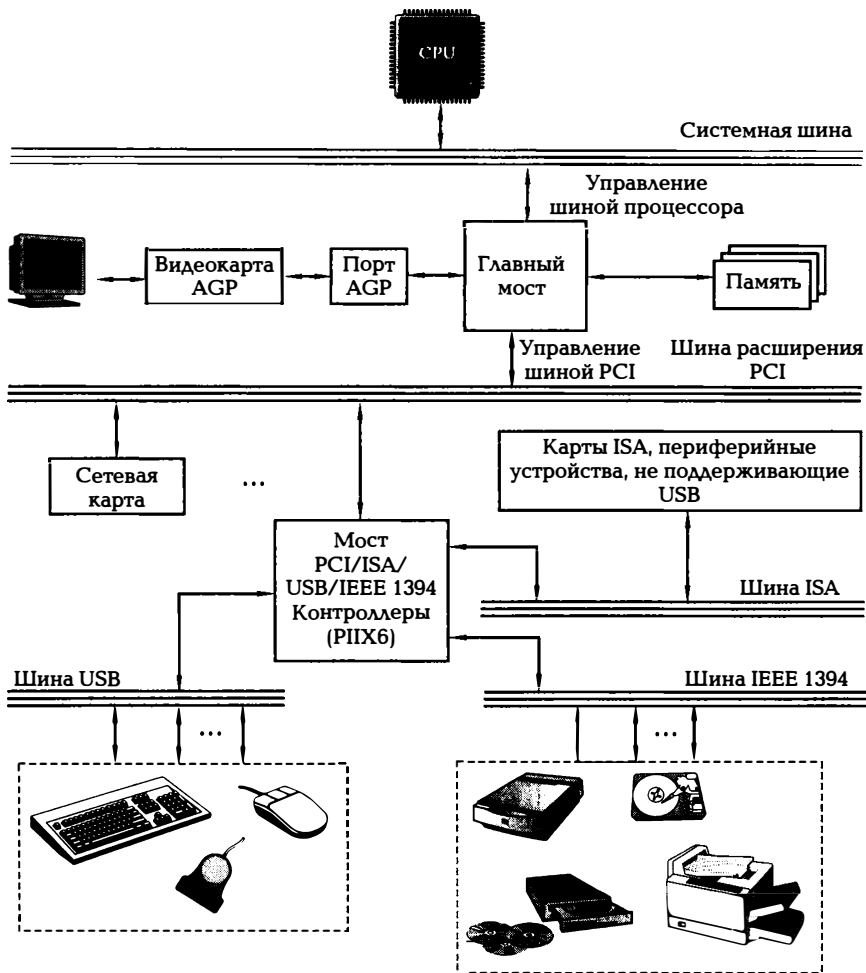 CPU
Системная шина
Управление
шиной процессора
Видеокарта
AGP
Порт
AGP
Главный
мост
Память
Управление
шиной PCI
Шина расширения
PCI
Сетевая
карта
...
Карты ISA, периферийные
устройства, не поддерживающие
USB
Мост
PCI/ISA/
USB/IEEE 1394
Контроллеры
(PIIX6)
Шина ISA
Шина USB
Шина IEEE 1394
...
...